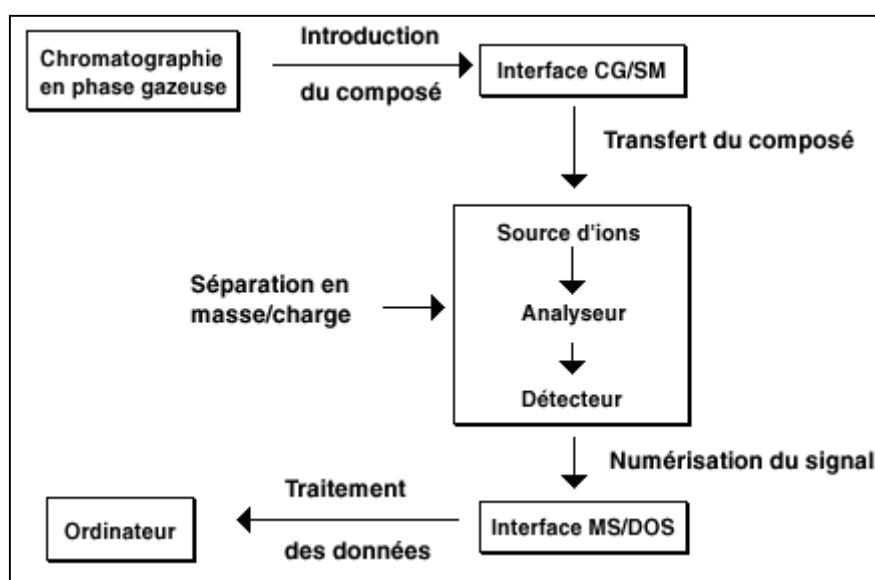 Chromatographie
en phase gazeuse
Introduction
du composé
Interface CG/SM
Transfert du composé
Source d'ions
Séparation en
masse/charge
Analyseur
Détecteur
Numérisation du signal
Interface MS/DOS
Traitement
des données
Ordinateur